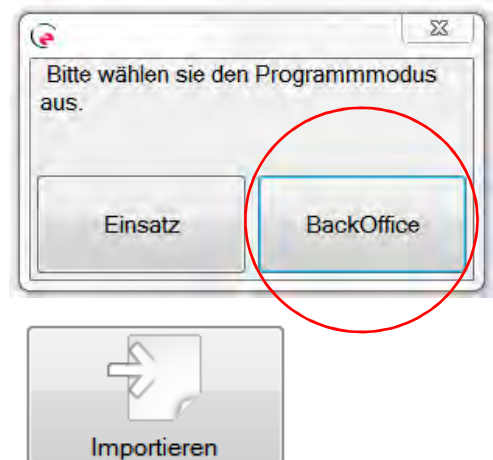 Bitte wählen sie den Programmmodus
aus.
Einsatz
BackOffice
Importieren